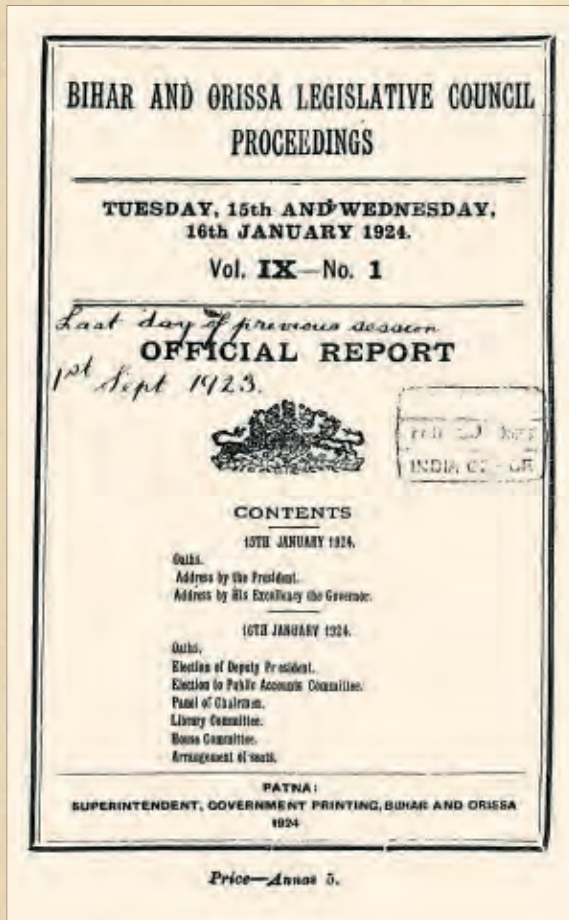 BIHAR AND ORISSA LEGISLATIVE COUNCIL
PROCEEDINGS
TUESDAY, 15th AND WEDNESDAY,
16th JANUARY 1924.
Vol. IX—No. 1
Last day of previous session
OFFICIAL REPORT
1st Sept 1923.
INDIA
CONTENTS
15TH JANUARY 1924.
Oaths.
Address by the President.
Address by His Excellency the Governor.
16TH JANUARY 1924.
Oaths.
Election of Deputy President.
Election to Public Accounts Committee.
Panel of Chairmen.
Library Committee.
House Committee.
Arrangement of seats.
PATNA:
SUPERINTENDENT, GOVERNMENT PRINTING, BIHAR AND ORISSA
1924
Price—Annas 5.